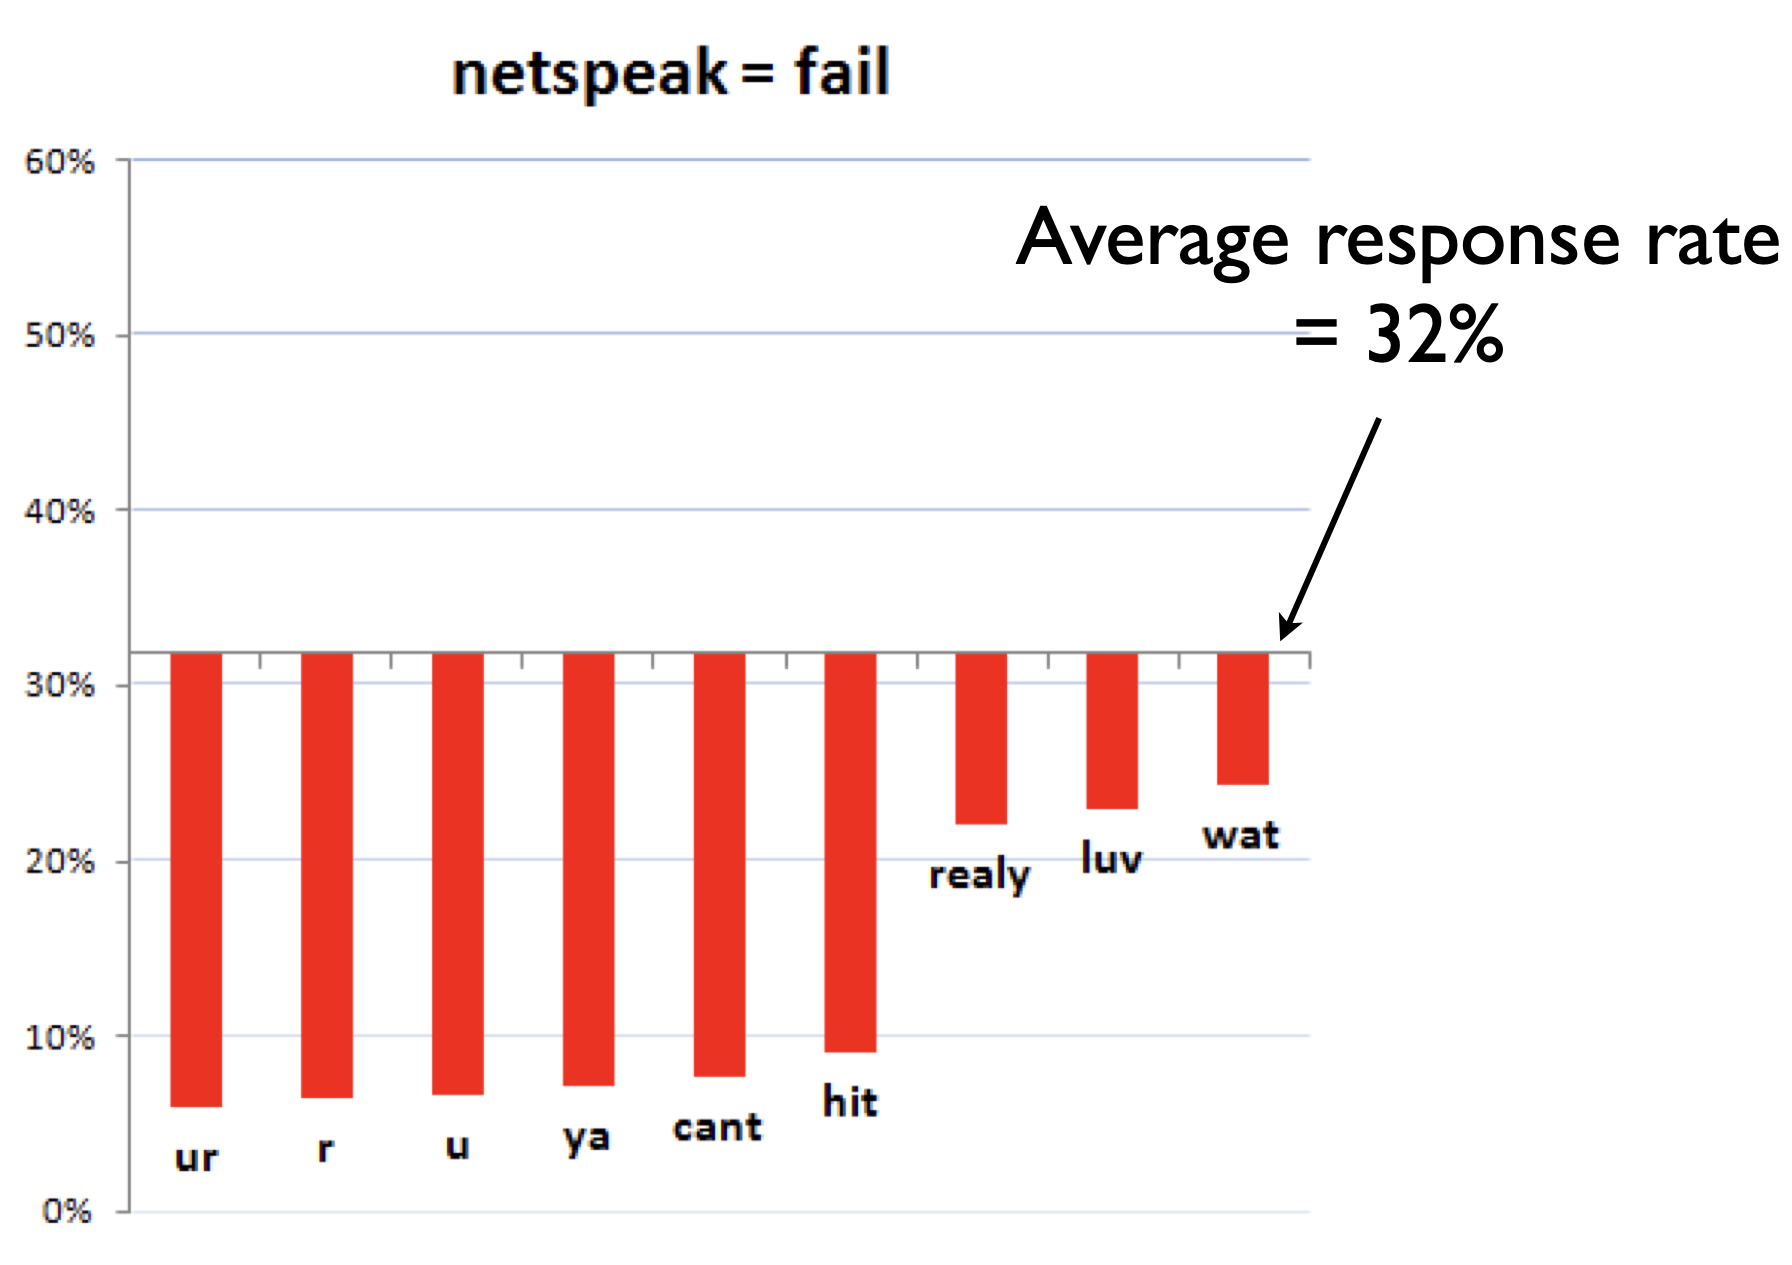 netspeak = fail
60%
Average response rate
= 32%
50%
40%
30%
20%
10%
0%
ur
r
u
ya
cant
hit
realy
luv
wat